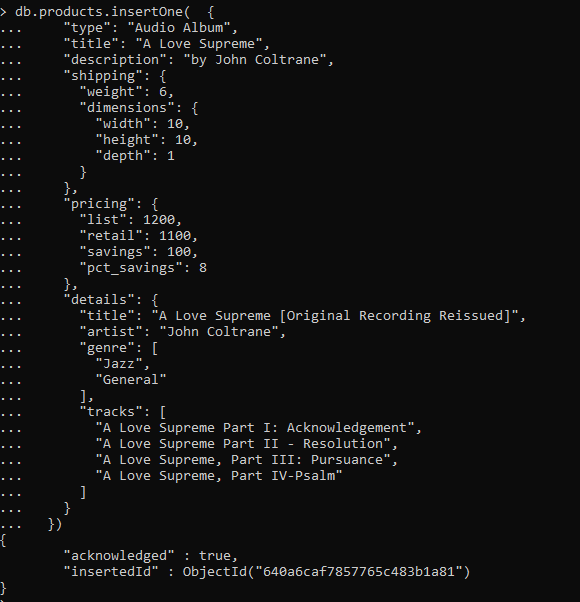 > db.products.insertOne(  {
...     "type": "Audio Album",
...     "title": "A Love Supreme",
...     "description": "by John Coltrane",
...     "shipping": {
...       "weight": 6,
...       "dimensions": {
...         "width": 10,
...         "height": 10,
...         "depth": 1
...       }
...     },
...     "pricing": {
...       "list": 1200,
...       "retail": 1100,
...       "savings": 100,
...       "pct_savings": 8
...     },
...     "details": {
...       "title": "A Love Supreme [Original Recording Reissued]",
...       "artist": "John Coltrane",
...       "genre": [
...         "Jazz",
...         "General"
...       ],
...       "tracks": [
...         "A Love Supreme Part I: Acknowledgement",
...         "A Love Supreme Part II - Resolution",
...         "A Love Supreme, Part III: Pursuance",
...         "A Love Supreme, Part IV-Psalm"
...       ]
...     }
...   })
{
        "acknowledged" : true,
        "insertedId" : ObjectId("640a6caf7857765c483b1a81")
}